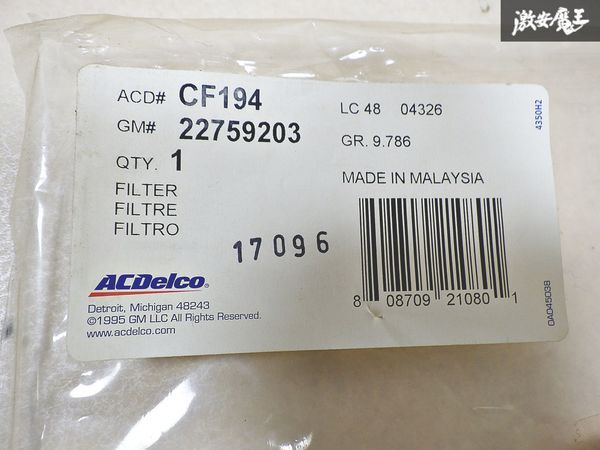 激安魔王
ACD# CF194
GM# 22759203
QTY. 1
FILTER
FILTRE
FILTRO
LC 48 04326
GR. 9.786
MADE IN MALAYSIA
4350H2
17096
ACDelco
Detroit, Michigan 48243
©1995 GM LLC All Rights Reserved.
www.acdelco.com
8 08709 21080 1
DAD45D38